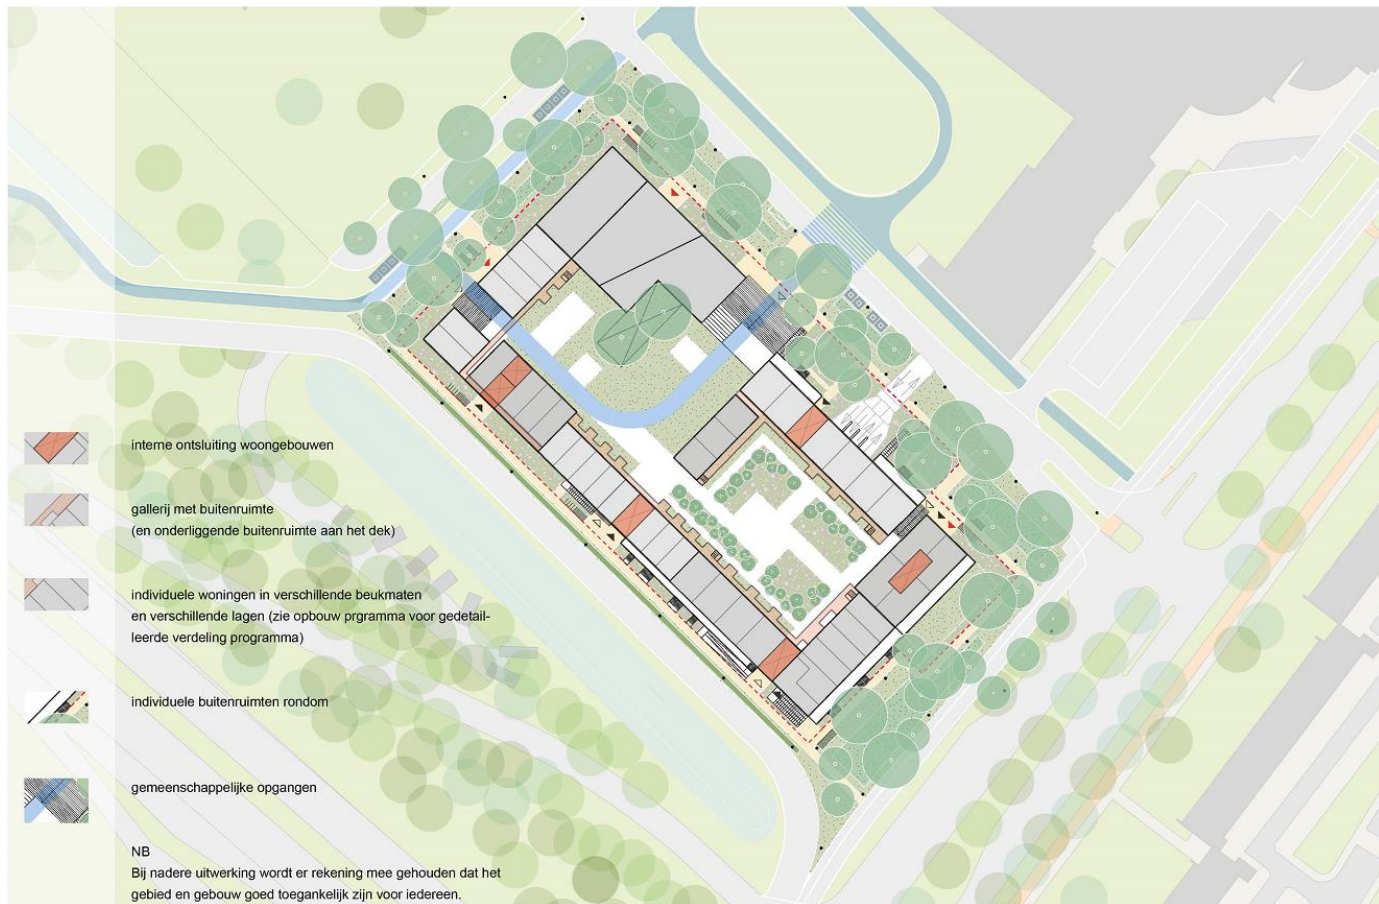 interne ontsluiting woongebouwen
gallerij met buitenruimte
(en onderliggende buitenruimte aan het dek)
individuele woningen in verschillende beukmaten
en verschillende lagen (zie opbouw prgramma voor gedetail-
leerde verdeling programma)
individuele buitenruimten rondom
gemeenschappelijke opgangen
NB
Bij nadere uitwerking wordt er rekening mee gehouden dat het
gebied en gebouw goed toegankelijk zijn voor iedereen.